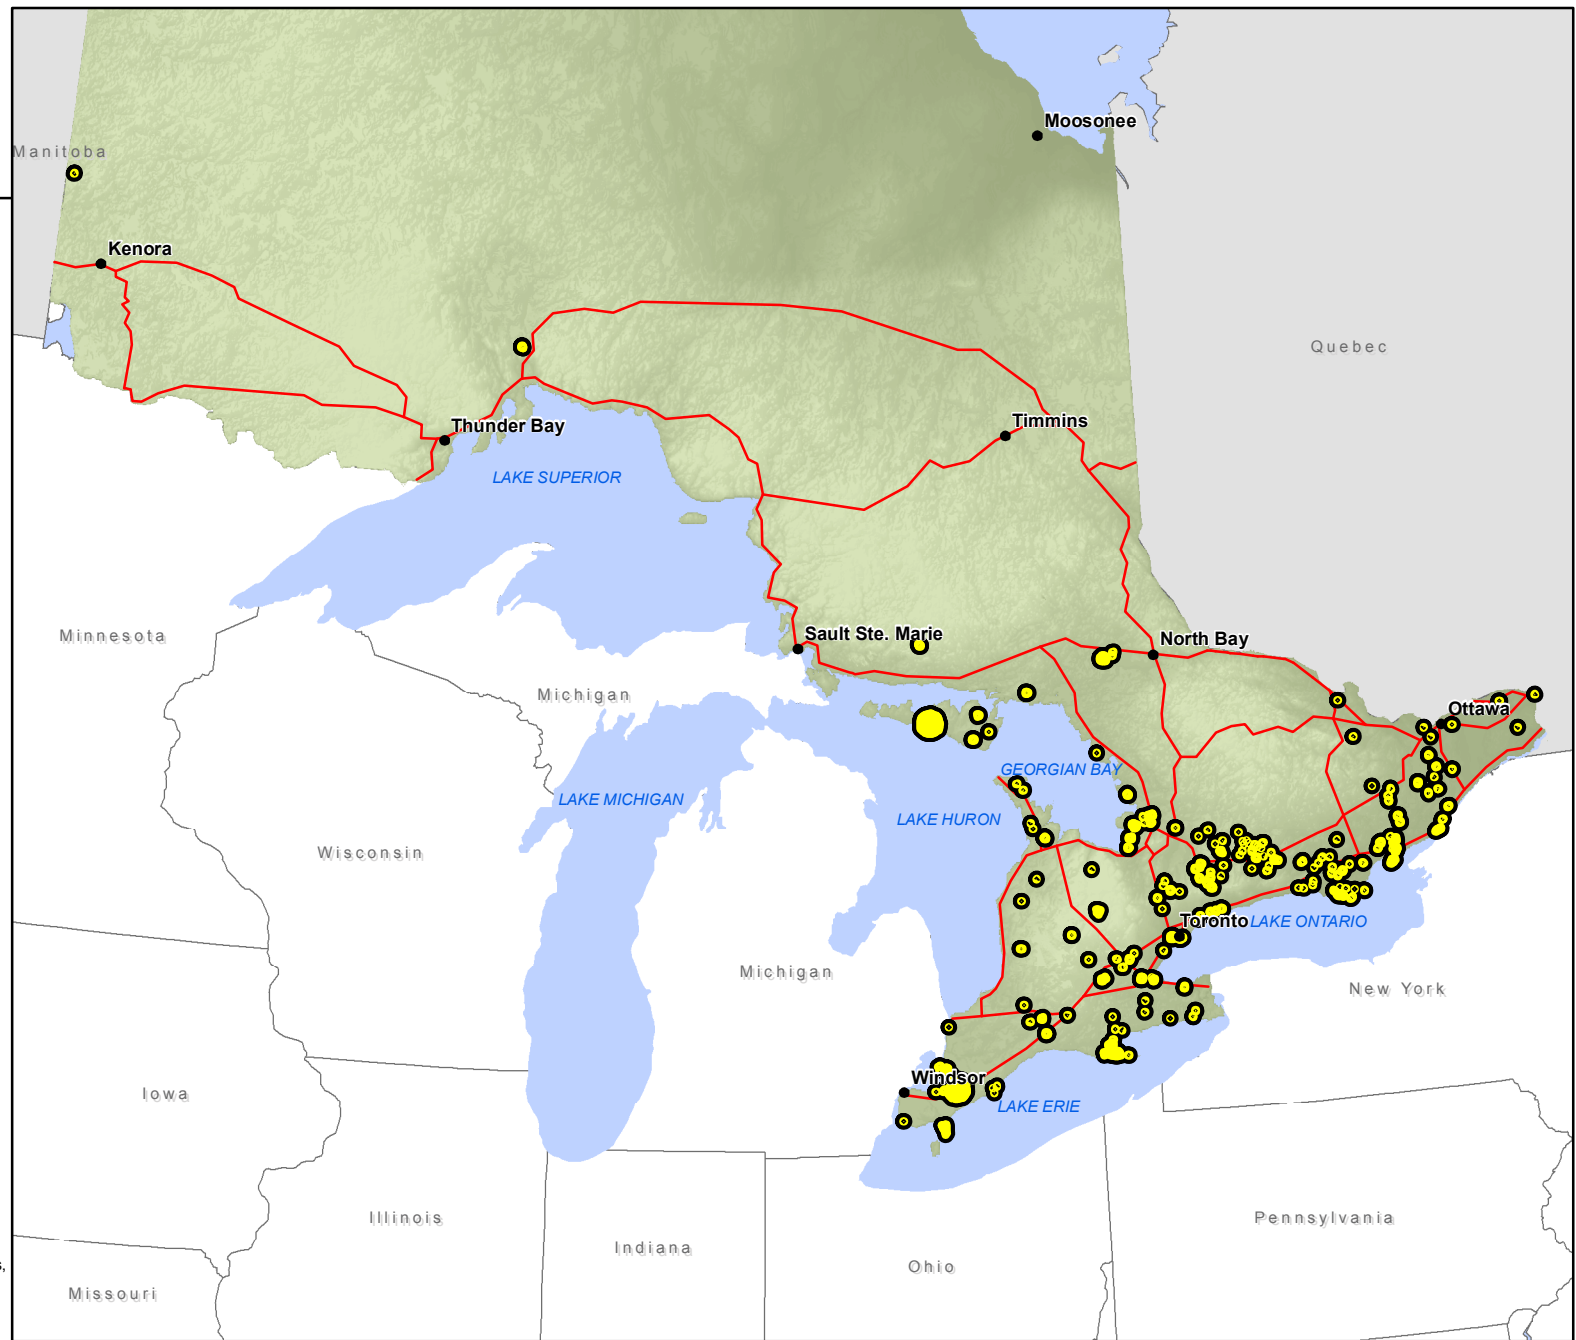 Moosonee
Manitoba
Kenora
Quebec
Thunder Bay
Timmins
LAKE SUPERIOR
Minnesota
Sault Ste. Marie
North Bay
Michigan
Ottawa
GEORGIAN BAY
LAKE MICHIGAN
LAKE HURON
Wisconsin
Toronto
LAKE ONTARIO
Michigan
New York
Windsor
Iowa
LAKE ERIE
Illinois
Pennsylvania
Indiana
Ohio
Missouri